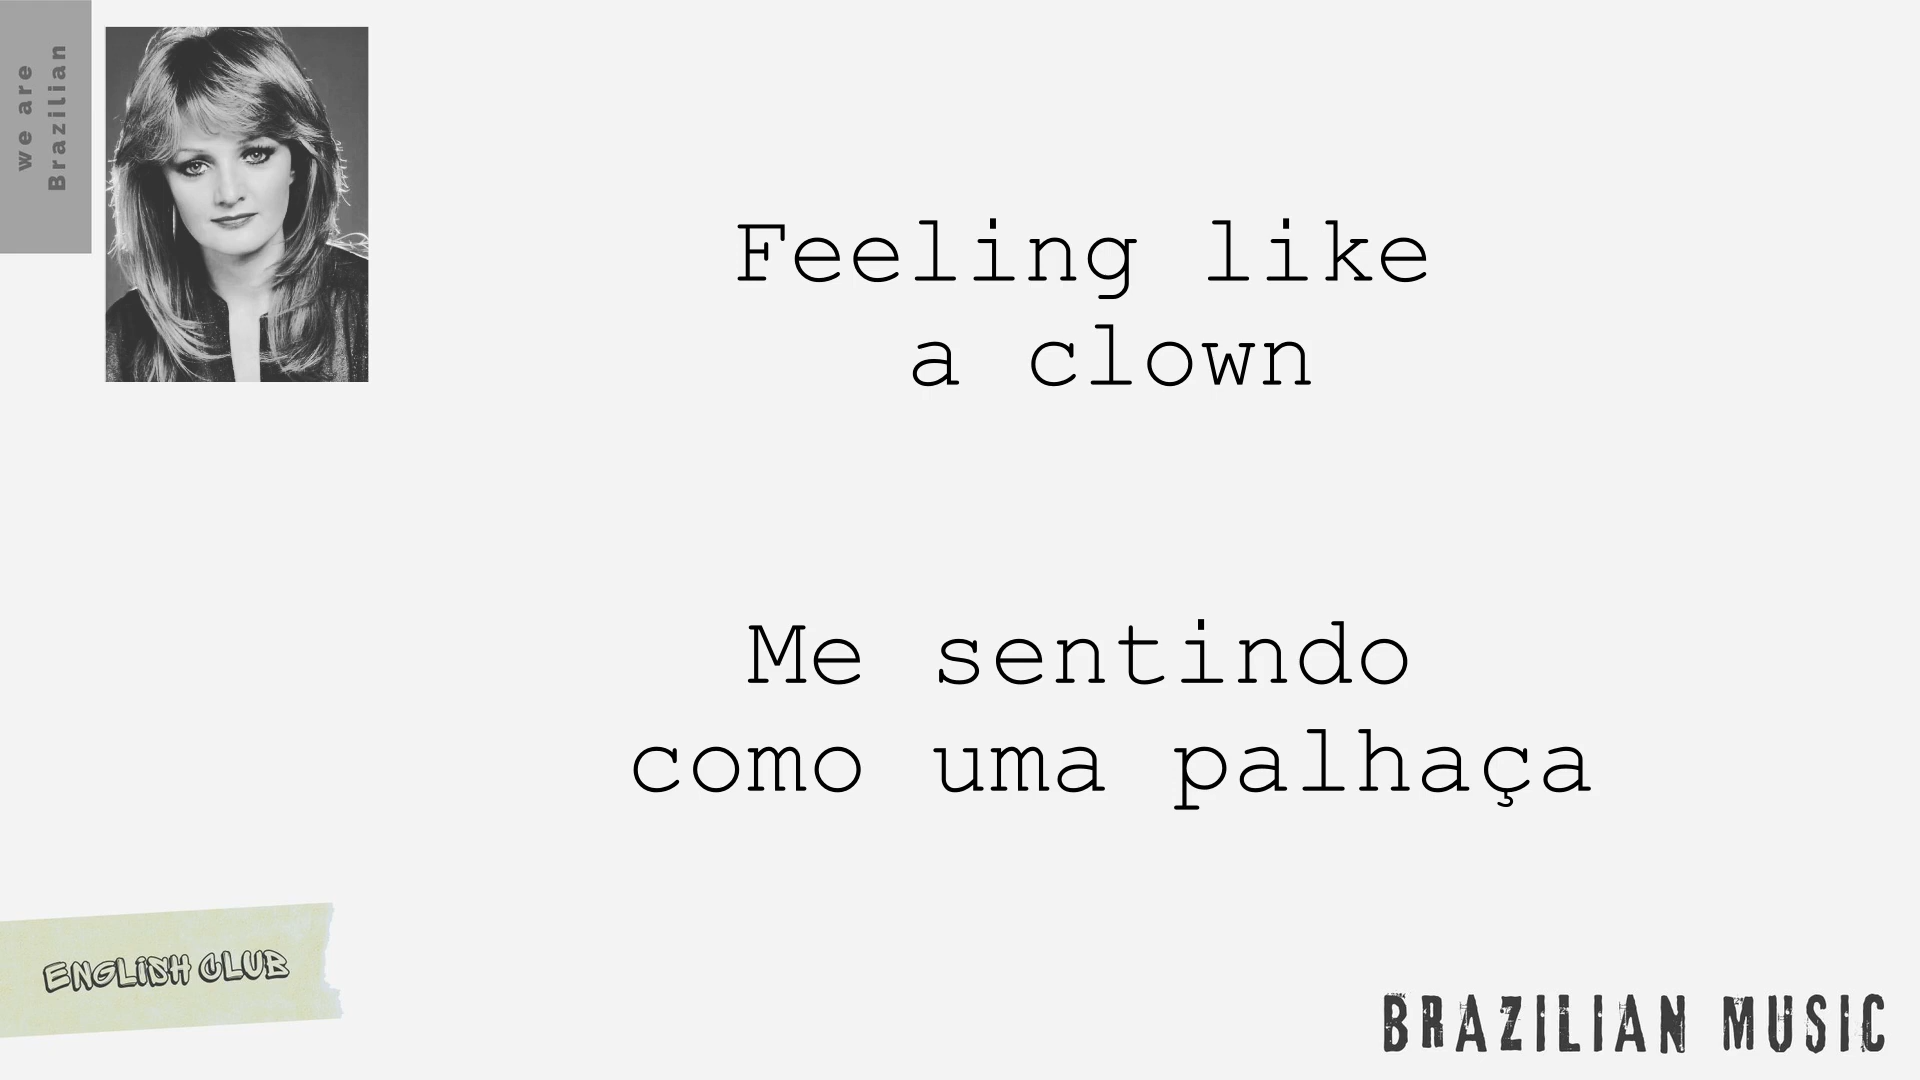 we are
Brazilian
Feeling like
a clown
Me sentindo
como uma palhaça
ENGLISH CLUB
BRAZILIAN MUSIC